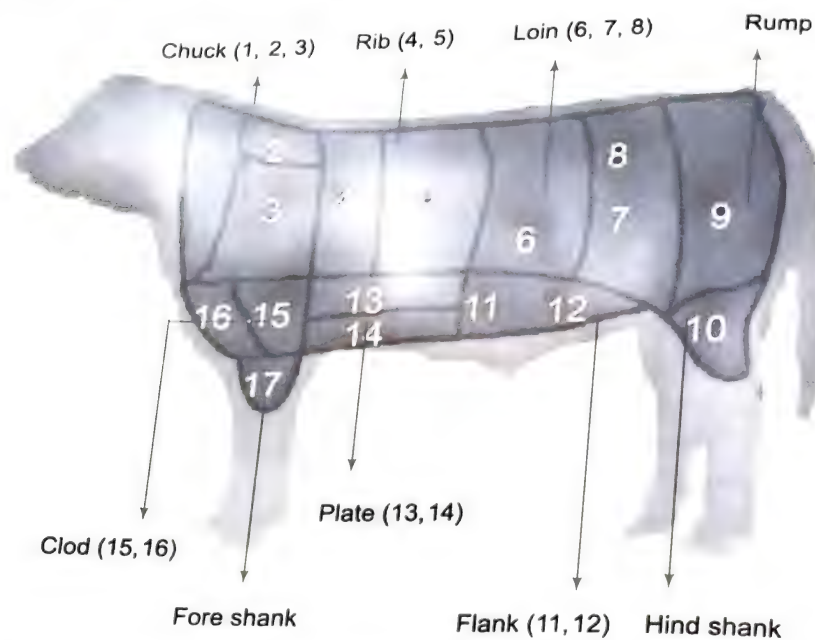 Chuck (1, 2, 3)
Rib (4, 5)
Loin (6, 7, 8)
Rump
2
8
3
7
9
6
13
11
12
16
15
14
10
17
Plate (13, 14)
Clod (15, 16)
Fore shank
Flank (11, 12)
Hind shank